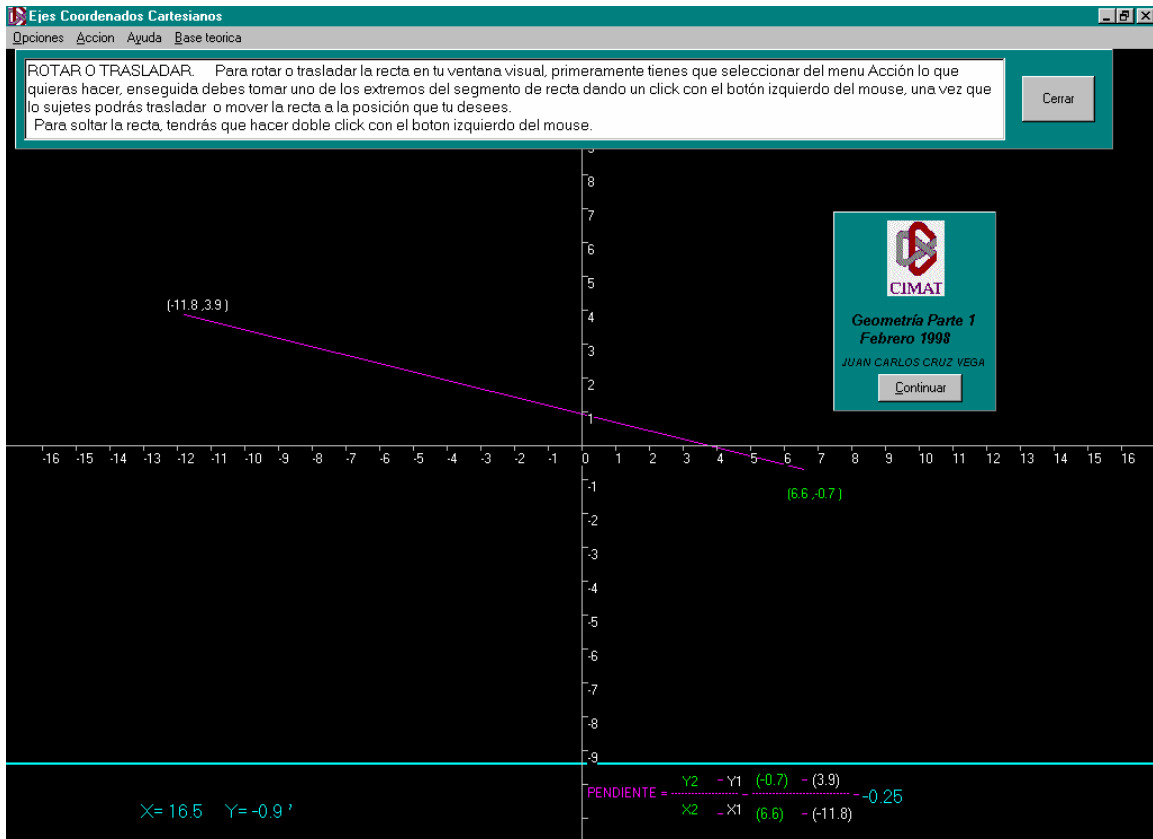 Ejes Coordenados Cartesianos
Opciones Accion Ayuda Base teorica
ROTAR O TRASLADAR. Para rotar o trasladar la recta en tu ventana visual, primeramente tienes que seleccionar del menu Acción lo que
quieras hacer, enseguida debes tomar uno de los extremos del segmento de recta dando un click con el botón izquierdo del mouse, una vez que
lo sujetes podrás trasladar o mover la recta a la posición que tu desees.
Para soltar la recta, tendrás que hacer doble click con el boton izquierdo del mouse.
Cerrar
8
7
6
5
4
3
2
1
(-11.8 ,3.9 )
CIMAT
Geometría Parte 1
Febrero 1998
JUAN CARLOS CRUZ VEGA
Continuar
-16 -15 -14 -13 -12 -11 -10 -9 -8 -7 -6 -5 -4 -3 -2 -1 0 1 2 3 4 5 6 7 8 9 10 11 12 13 14 15 16
(6.6 ,-0.7 )
-1
-2
-3
-4
-5
-6
-7
-8
-9
Y2 - Y1 (-0.7) - (3.9)
PENDIENTE = - -0.25
X2 - X1 (6.6) - (-11.8)
X= 16.5 Y= -0.9 '